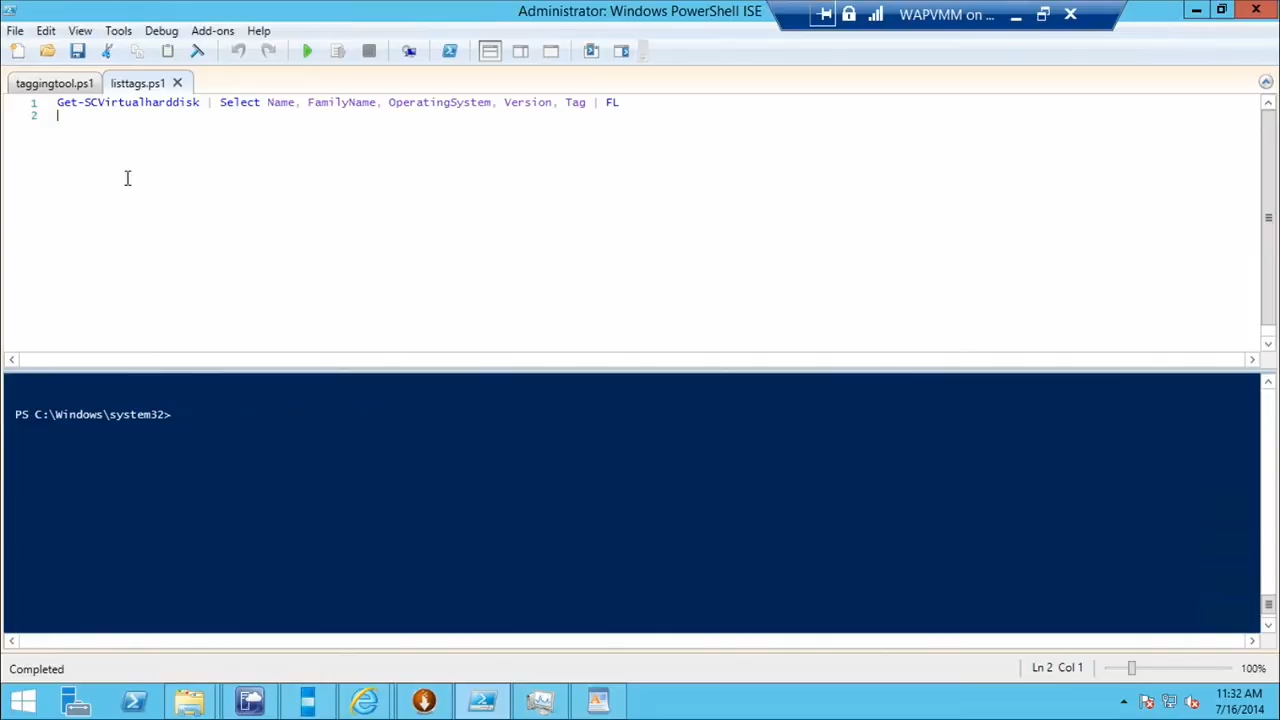 Administrator: Windows PowerShell ISE
WAPVMM on ...
File Edit View Tools Debug Add-ons Help
taggingtool.ps1 listtags.ps1
1 Get-SCVirtualharddisk | Select Name, FamilyName, OperatingSystem, Version, Tag | FL
2
PS C:\Windows\system32>
Completed
Ln 2 Col 1
100%
11:32 AM
7/16/2014